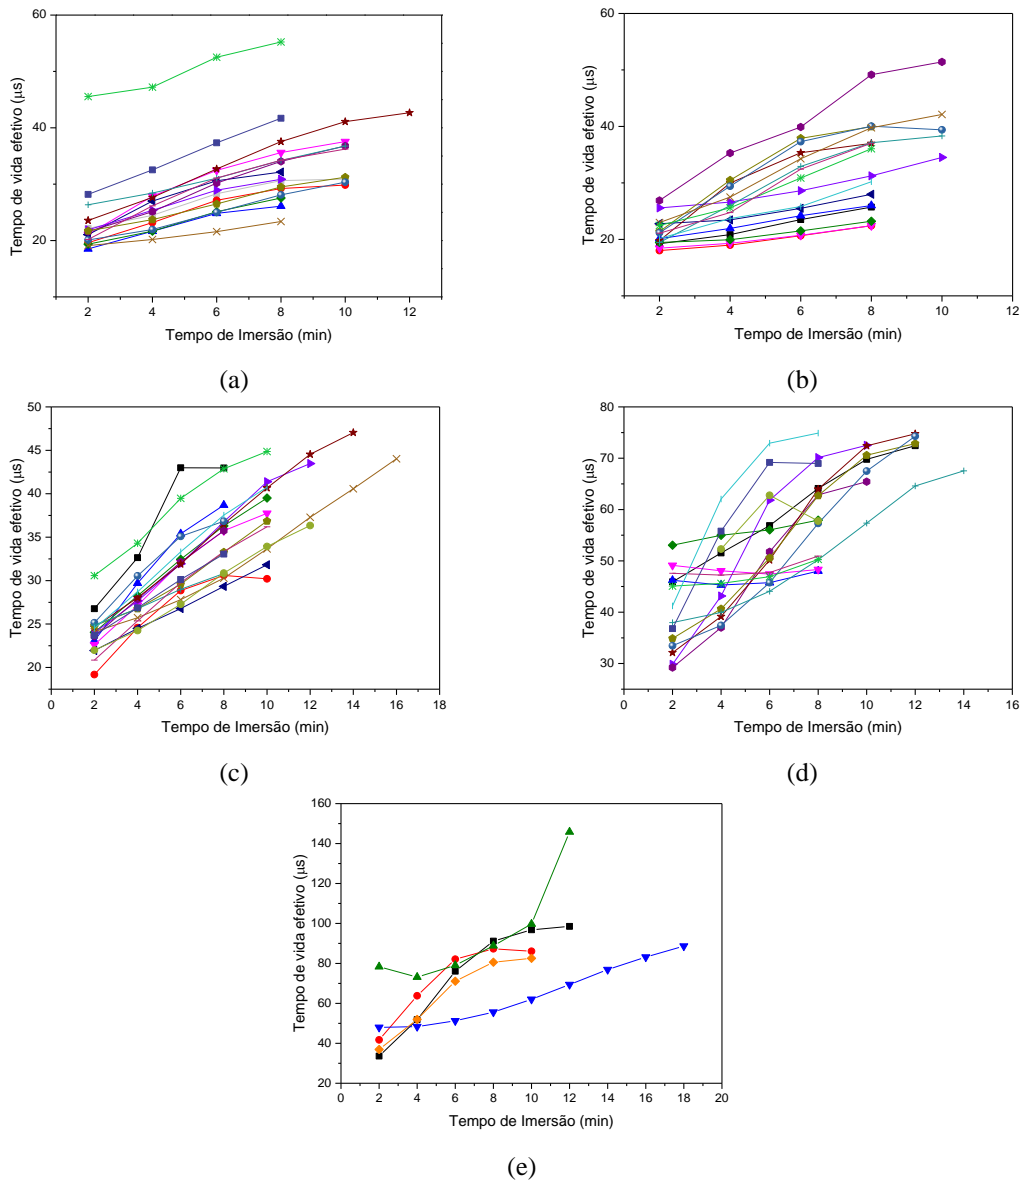 60
40
20
Tempo de vida efetivo (µs)
2 4 6 8 10 12
Tempo de Imersão (min)
(a)
60
40
20
Tempo de vida efetivo (µs)
2 4 6 8 10 12
Tempo de Imersão (min)
(b)
50
45
40
35
30
25
20
Tempo de vida efetivo (µs)
0 2 4 6 8 10 12 14 16 18
Tempo de Imersão (min)
(c)
80
70
60
50
40
30
Tempo de vida efetivo (µs)
0 2 4 6 8 10 12 14 16
Tempo de Imersão (min)
(d)
160
140
120
100
80
60
40
20
Tempo de vida efetivo (µs)
0 2 4 6 8 10 12 14 16 18 20
Tempo de Imersão (min)
(e)